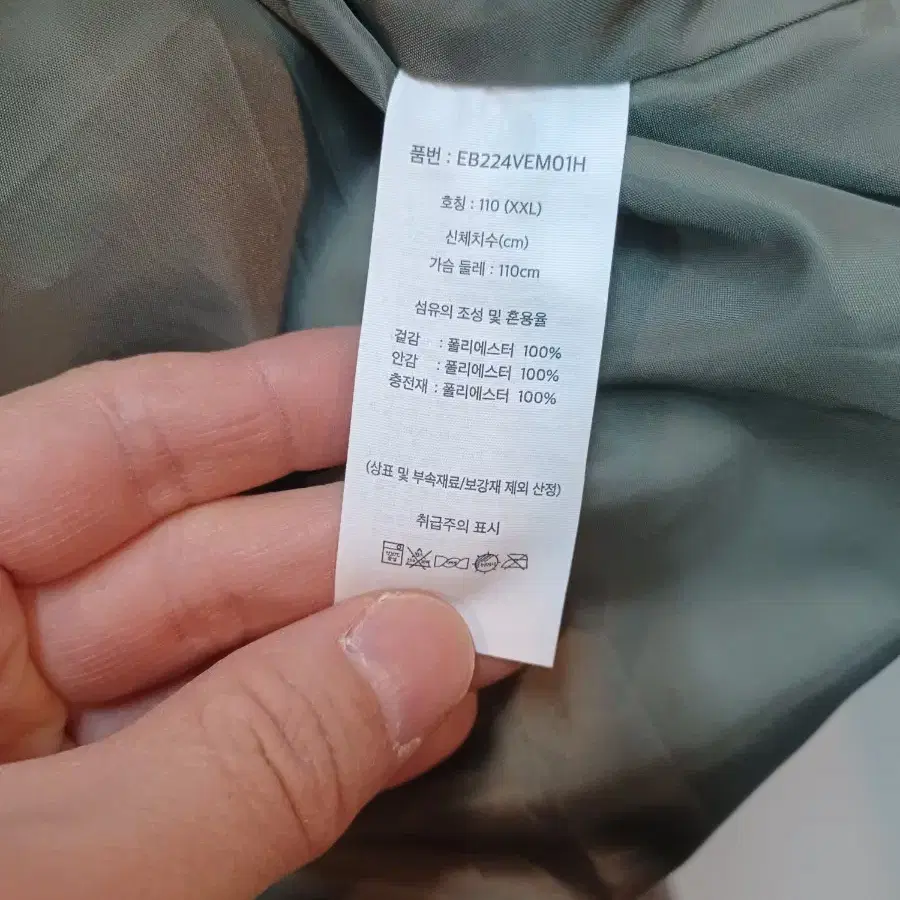 품번 : EB224VEM01H
호칭 : 110 (XXL)
신체치수(cm)
가슴 둘레 : 110cm
섬유의 조성 및 혼용율
겉감 : 폴리에스터 100%
안감 : 폴리에스터 100%
충전재 : 폴리에스터 100%
(상표 및 부속재료/보강재 제외 산정)
취급주의 표시